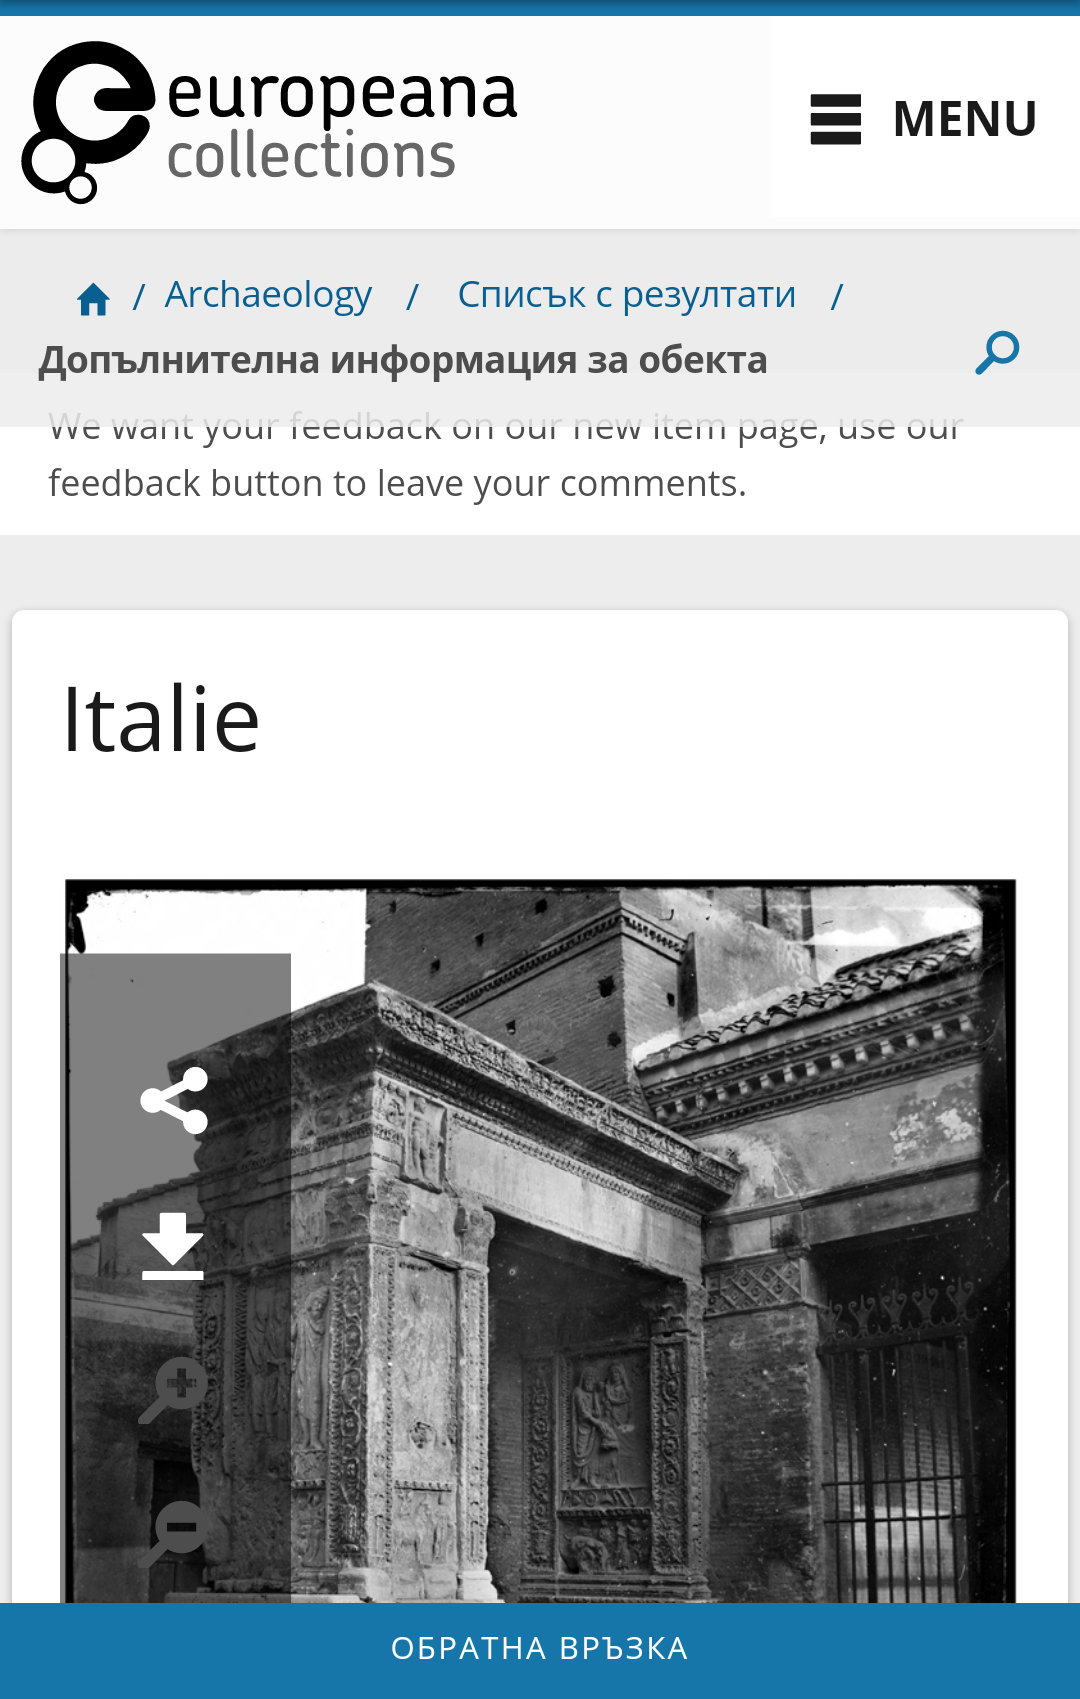 europeana
collections
MENU
/ Archaeology / Списък с резултати /
Допълнителна информация за обекта
We want your feedback on our new item page, use our
feedback button to leave your comments.
Italie
ОБРАТНА ВРЪЗКА